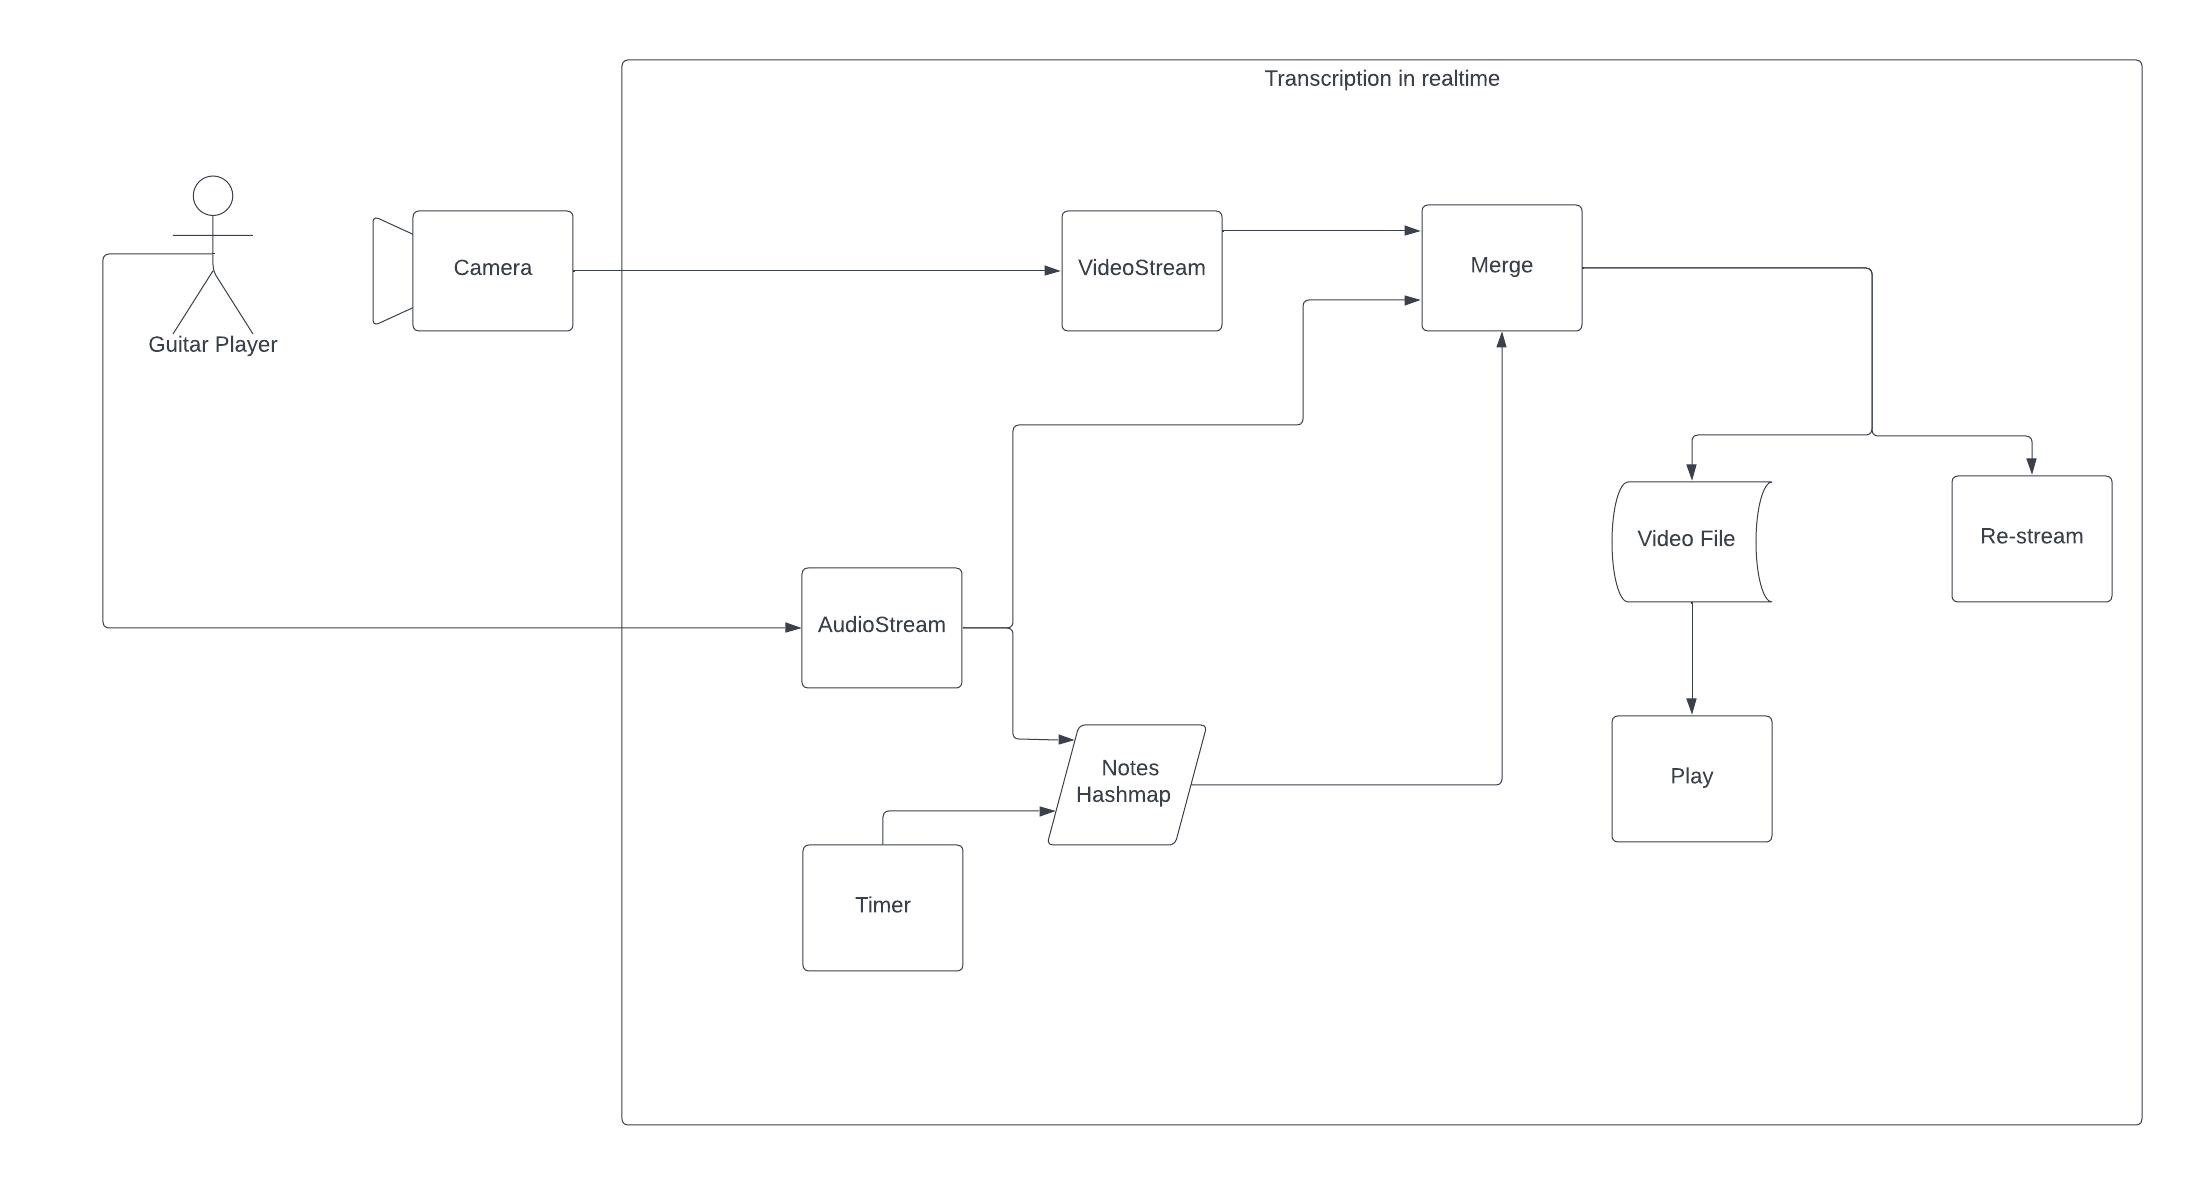 Transcription in realtime
Guitar Player
Camera
VideoStream
Merge
AudioStream
Notes
Hashmap
Timer
Video File
Re-stream
Play